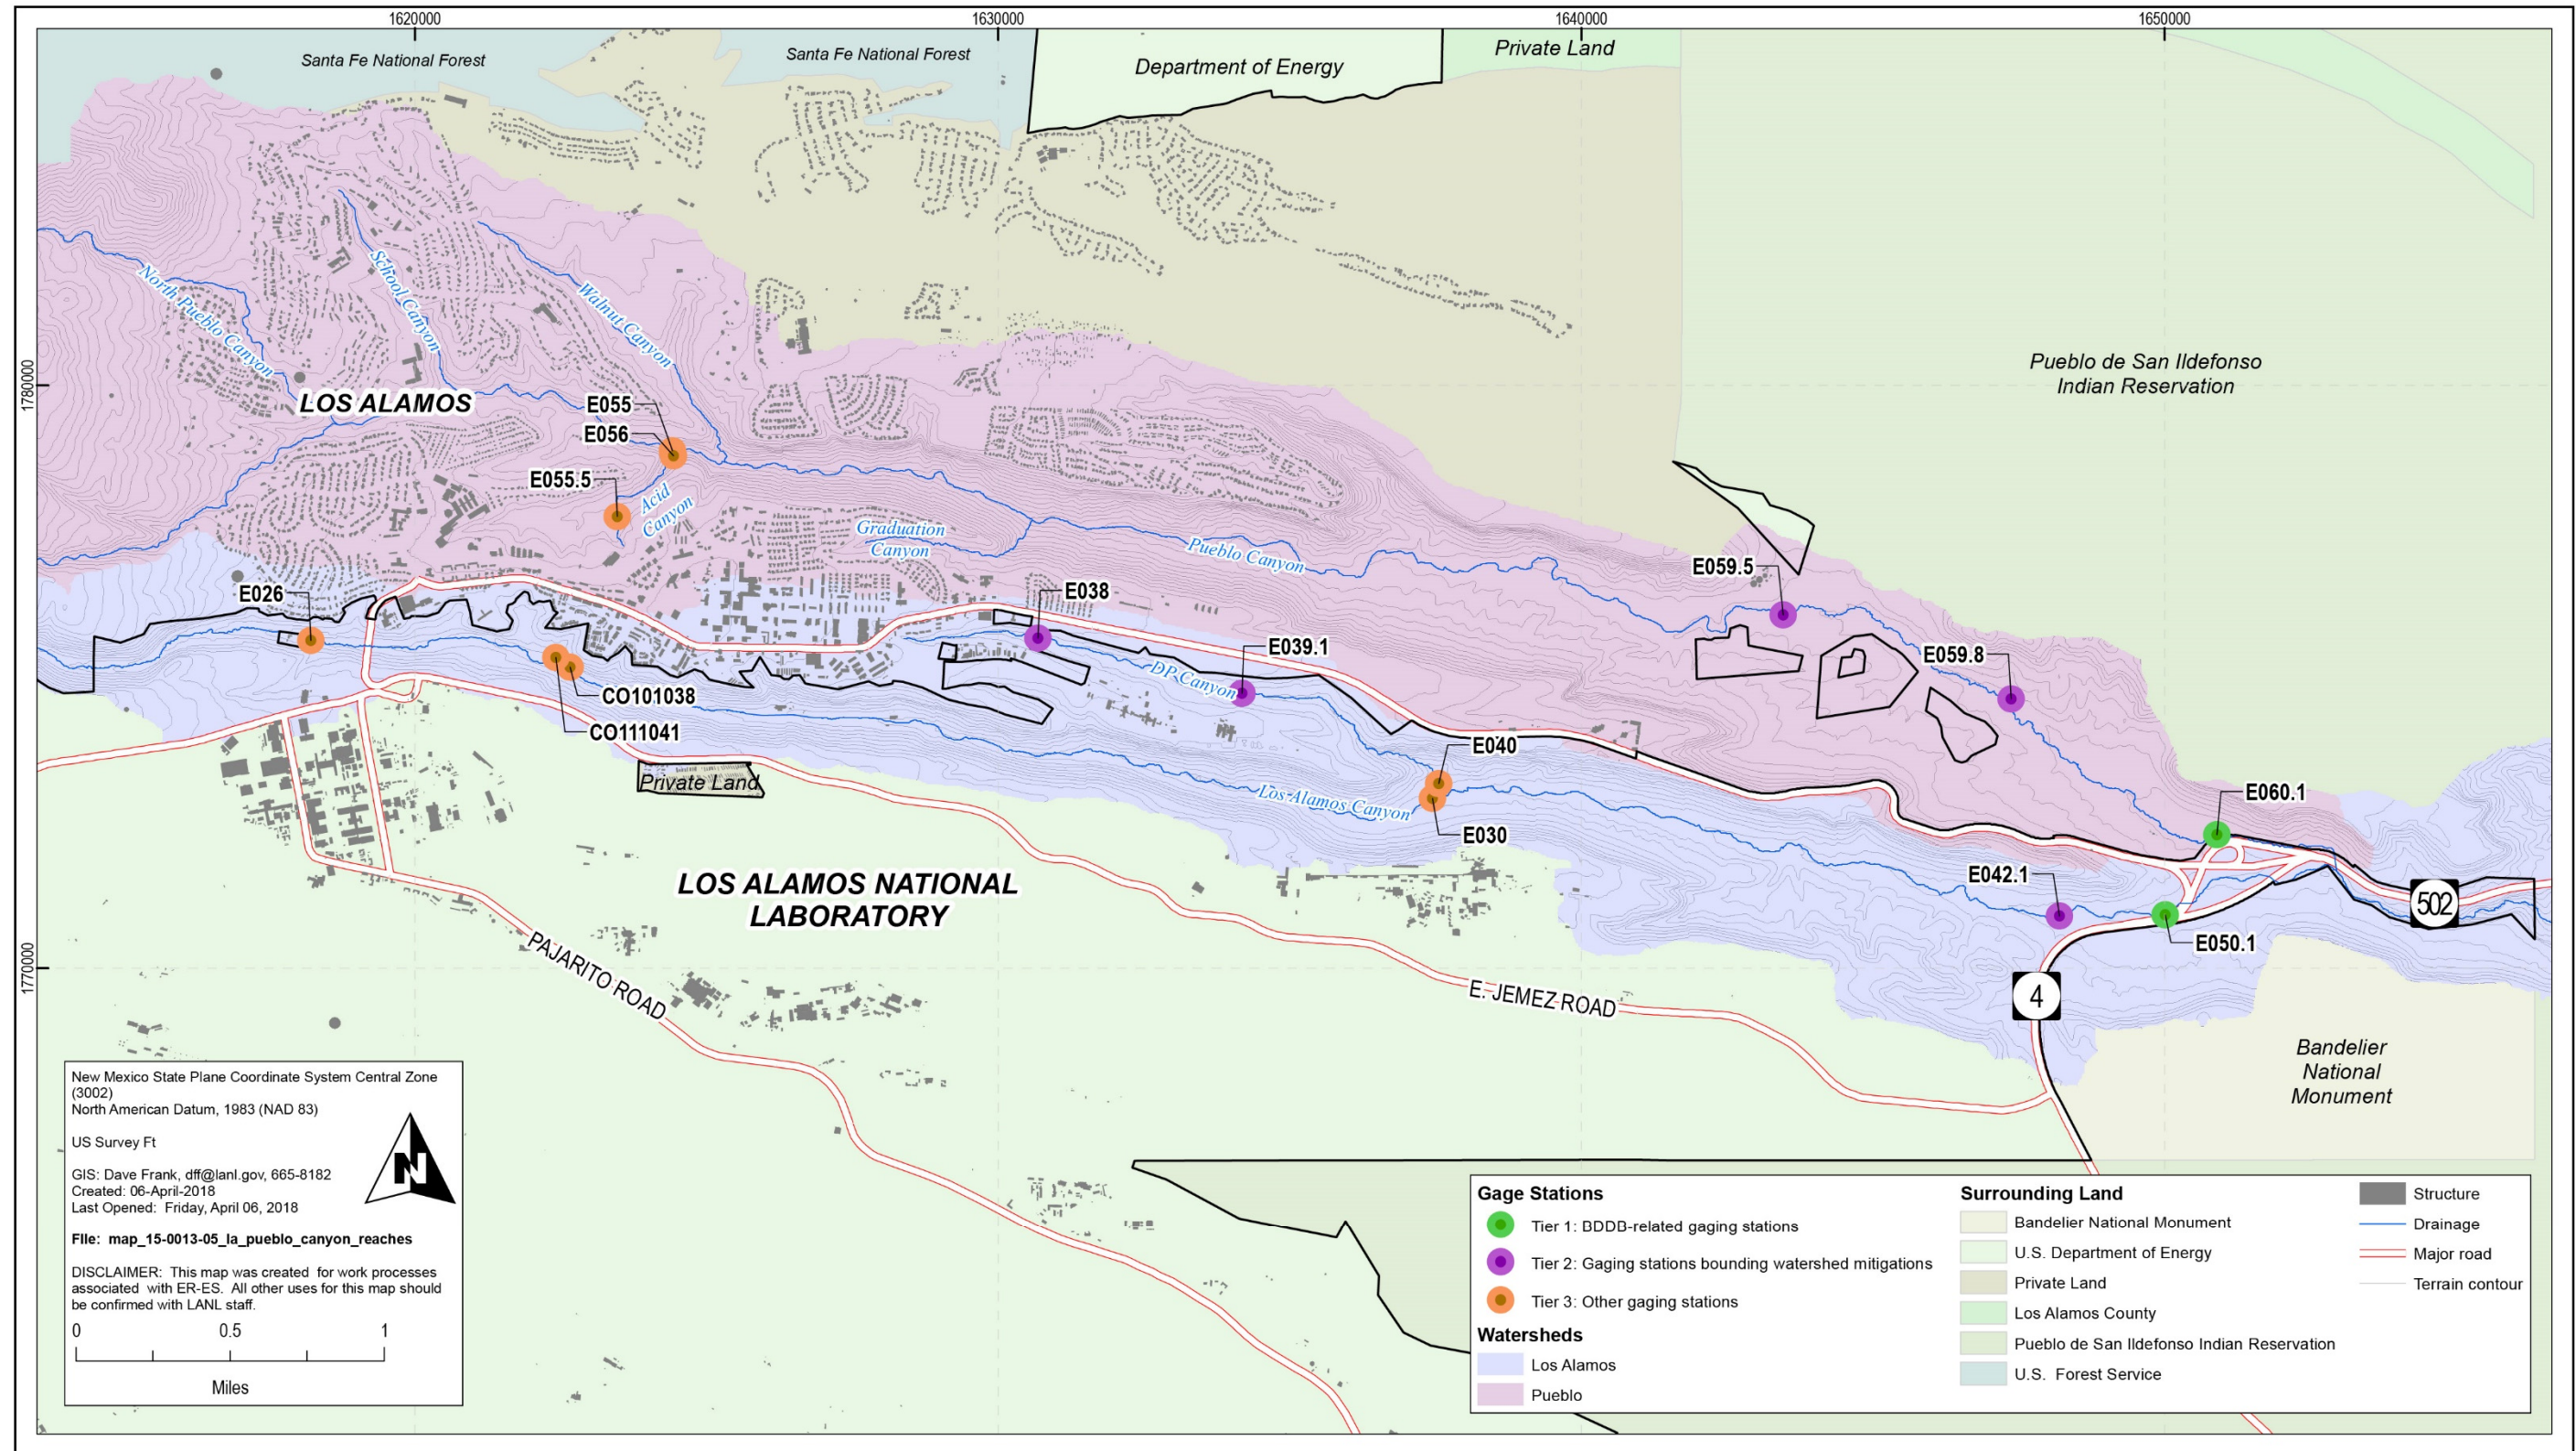 1620000
1630000
1640000
1650000
Santa Fe National Forest
Santa Fe National Forest
Department of Energy
Private Land
North Pueblo Canyon
School Canyon
Walnut Canyon
1780000
LOS ALAMOS
Pueblo de San Ildefonso
Indian Reservation
E055
E056
E055.5
Acid
Canyon
Graduation
Canyon
Pueblo Canyon
E059.5
E026
E038
E039.1
E059.8
DP Canyon
CO101038
CO111041
E040
Private Land
Los Alamos Canyon
E060.1
E030
E042.1
LOS ALAMOS NATIONAL
LABORATORY
502
E050.1
1770000
PAJARITO ROAD
E. JEMEZ ROAD
4
Bandelier
National
Monument
New Mexico State Plane Coordinate System Central Zone
(3002)
North American Datum, 1983 (NAD 83)
US Survey Ft
N
GIS: Dave Frank, dff@lanl.gov, 665-8182
Created: 06-April-2018
Last Opened: Friday, April 06, 2018
File: map_15-0013-05_la_pueblo_canyon_reaches
DISCLAIMER: This map was created for work processes
associated with ER-ES. All other uses for this map should
be confirmed with LANL staff.
0 0.5 1
Miles
Gage Stations
Tier 1: BDDB-related gaging stations
Tier 2: Gaging stations bounding watershed mitigations
Tier 3: Other gaging stations
Watersheds
Los Alamos
Pueblo
Surrounding Land
Bandelier National Monument
U.S. Department of Energy
Private Land
Los Alamos County
Pueblo de San Ildefonso Indian Reservation
U.S. Forest Service
Structure
Drainage
Major road
Terrain contour